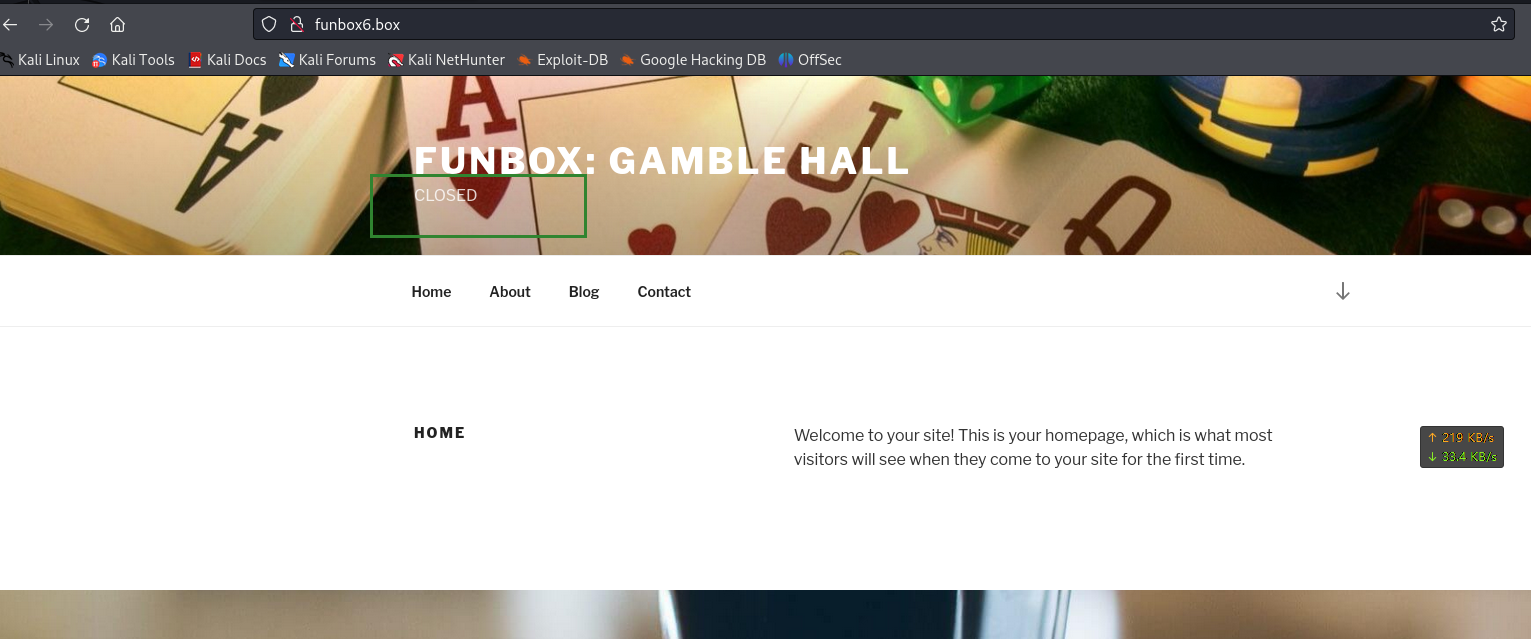 funbox6.box
Kali Linux Kali Tools Kali Docs Kali Forums Kali NetHunter Exploit-DB Google Hacking DB OffSec
A A J Q
FUNBOX: GAMBLE HALL
CLOSED
Home About Blog Contact
HOME
Welcome to your site! This is your homepage, which is what most
visitors will see when they come to your site for the first time.
↑ 219 KB/s
↓ 33.4 KB/s